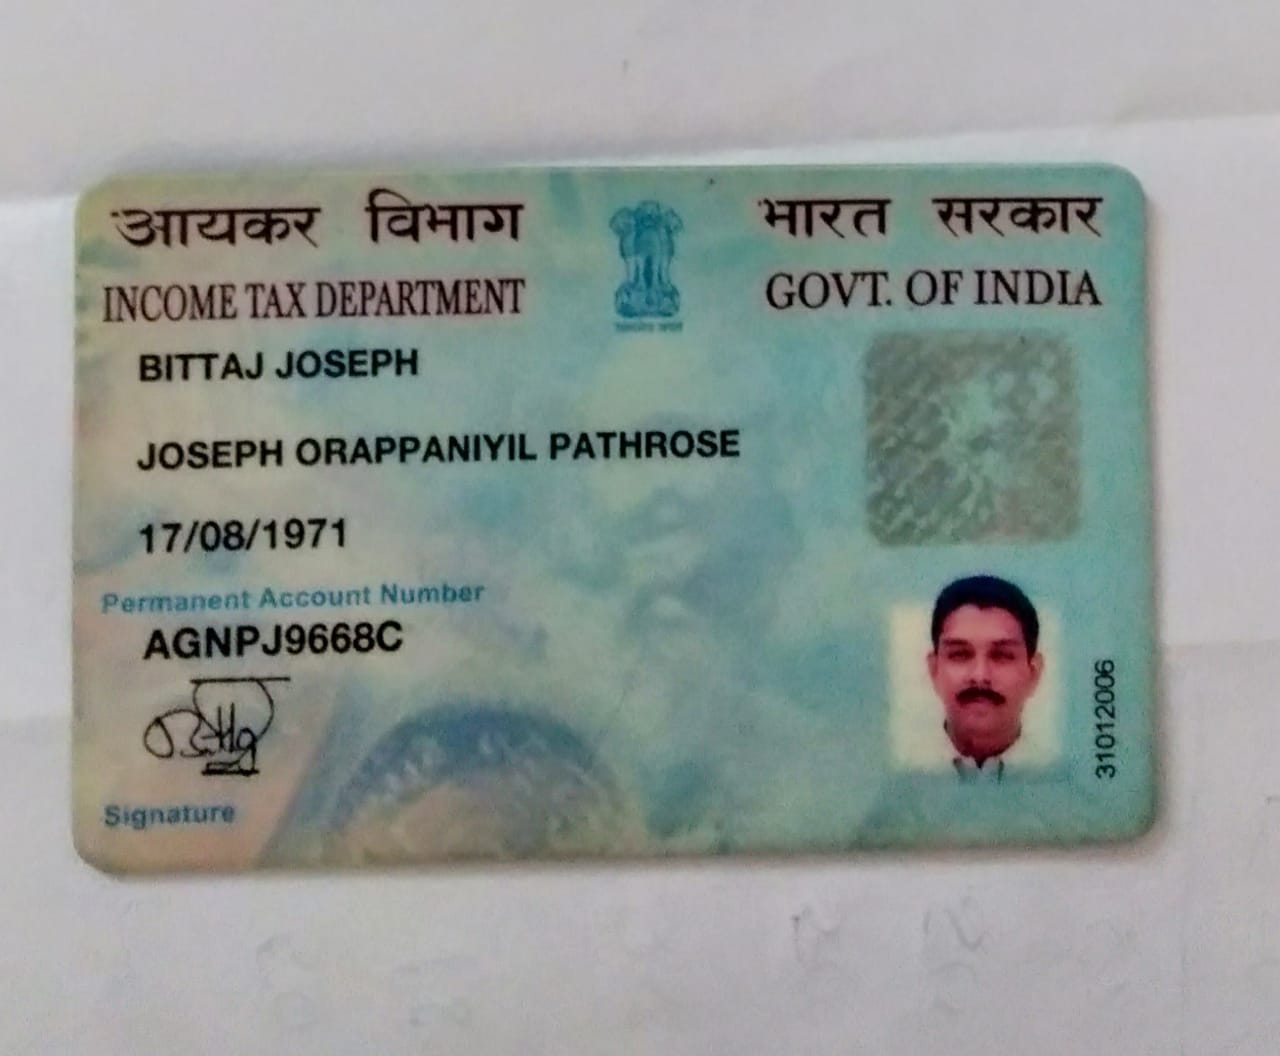 आयकर विभाग
INCOME TAX DEPARTMENT
भारत सरकार
GOVT. OF INDIA
BITTAJ JOSEPH
JOSEPH ORAPPANIYIL PATHROSE
17/08/1971
Permanent Account Number
AGNPJ9668C
Signature
31012006